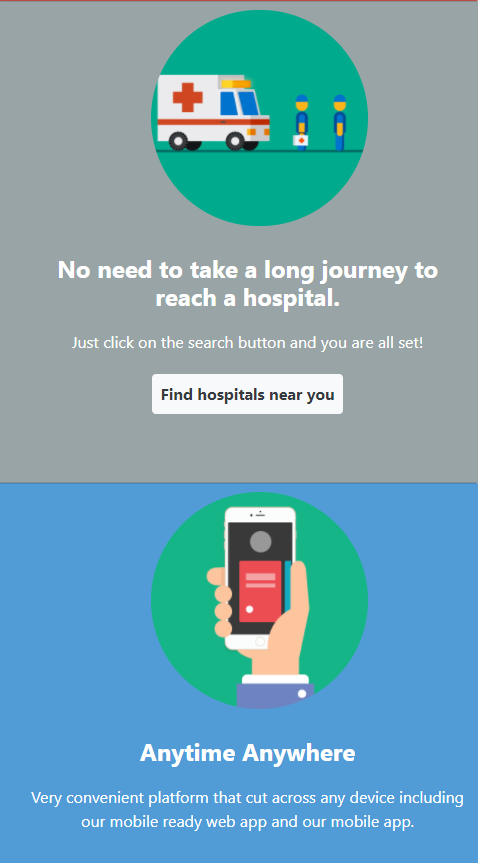 No need to take a long journey to
reach a hospital.
Just click on the search button and you are all set!
Find hospitals near you
Anytime Anywhere
Very convenient platform that cut across any device including
our mobile ready web app and our mobile app.